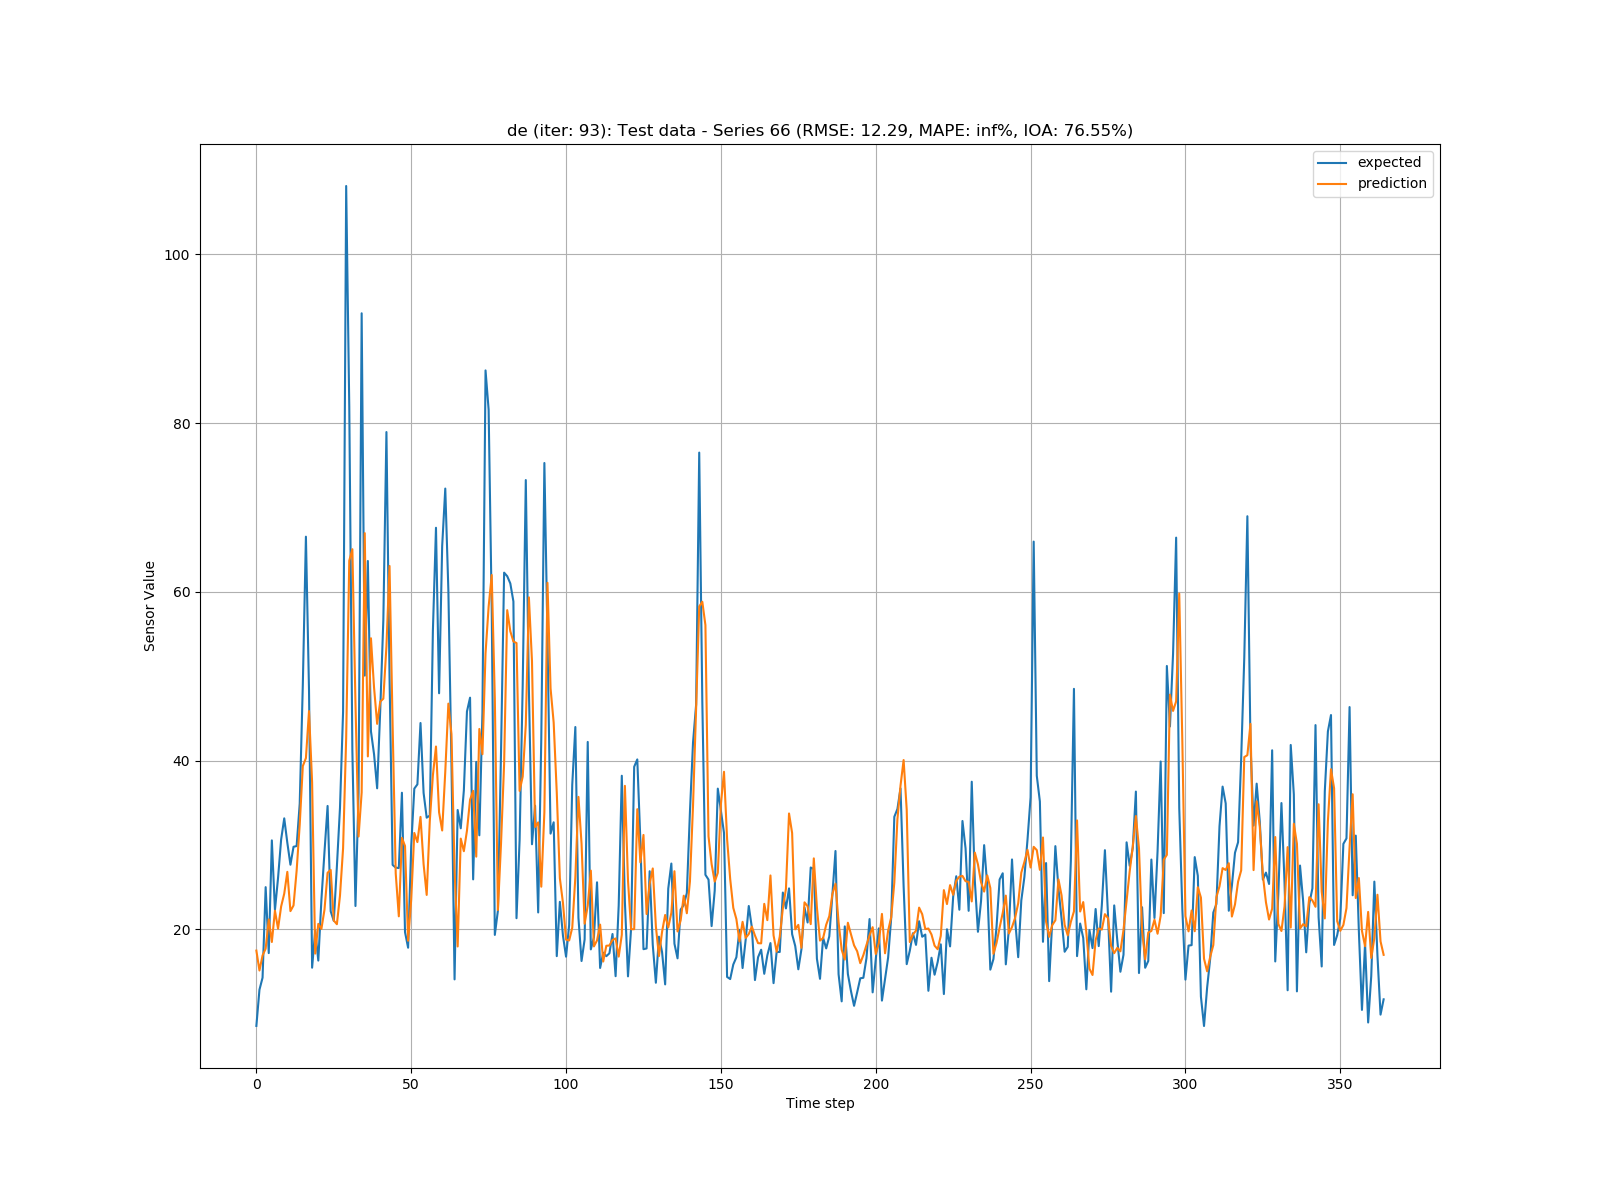 de (iter: 93): Test data - Series 66 (RMSE: 12.29, MAPE: inf%, IOA: 76.55%)
expected
prediction
100
80
60
40
20
Sensor Value
0 50 100 150 200 250 300 350
Time step